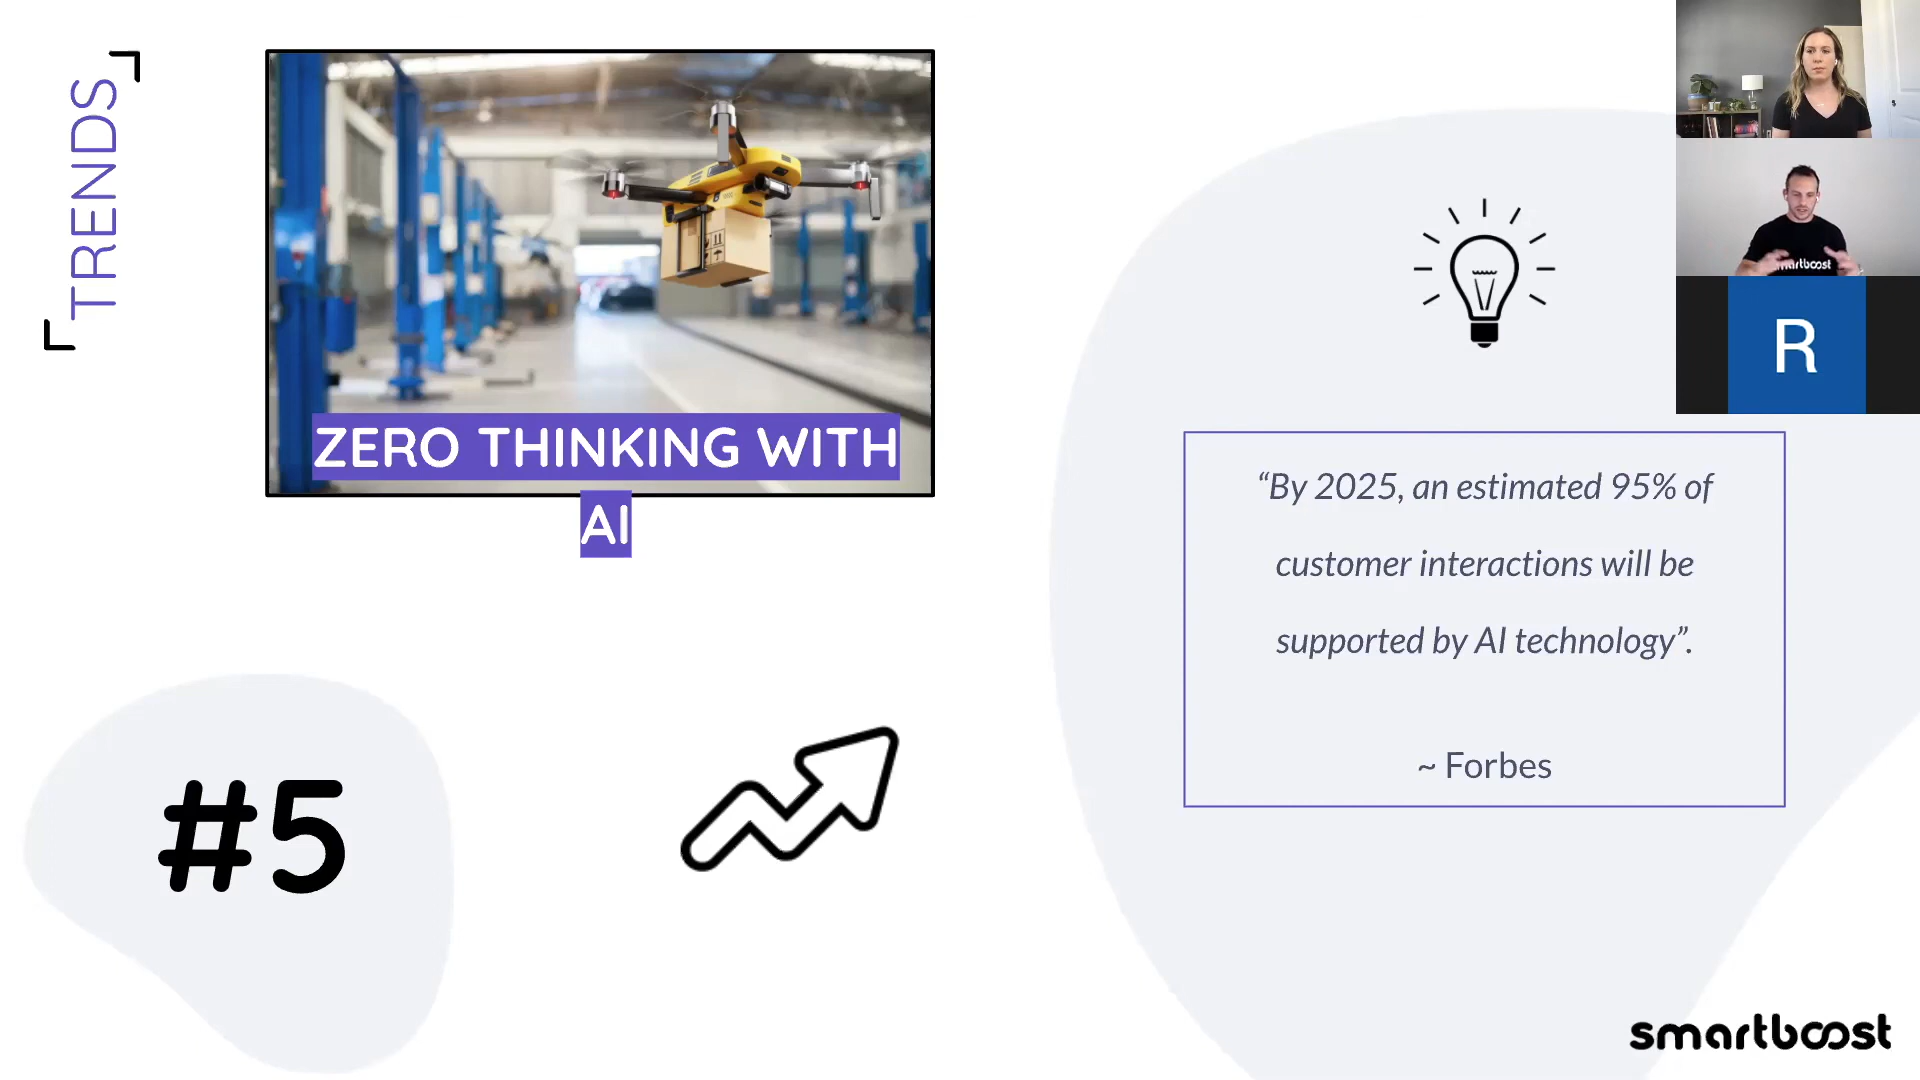 TRENDS
ZERO THINKING WITH
AI
#5
“By 2025, an estimated 95% of
customer interactions will be
supported by AI technology”.
~ Forbes
R
smartboost